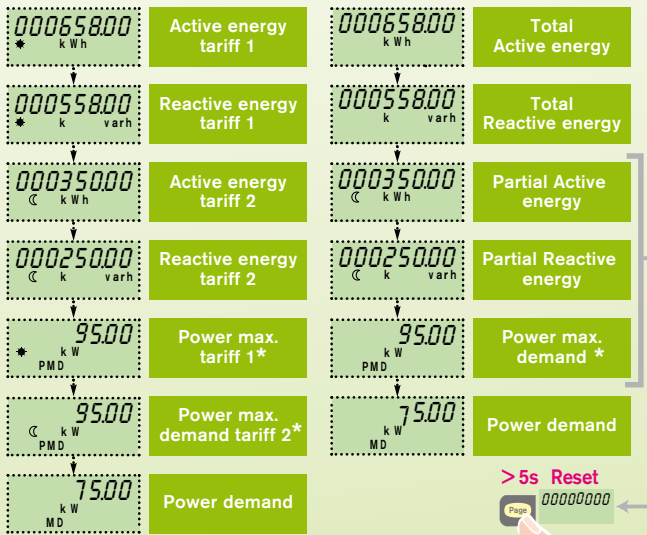 000658.00
kWh
Active energy
tariff 1
000558.00
k varh
Reactive energy
tariff 1
000350.00
kWh
Active energy
tariff 2
000250.00
k varh
Reactive energy
tariff 2
95.00
kW
PMD
Power max.
tariff 1*
95.00
kW
PMD
Power max.
demand tariff 2*
75.00
kW
MD
Power demand
000658.00
kWh
Total
Active energy
000558.00
k varh
Total
Reactive energy
000350.00
kWh
Partial Active
energy
000250.00
k varh
Partial Reactive
energy
95.00
kW
PMD
Power max.
demand *
75.00
kW
MD
Power demand
>5s Reset
Page
00000000